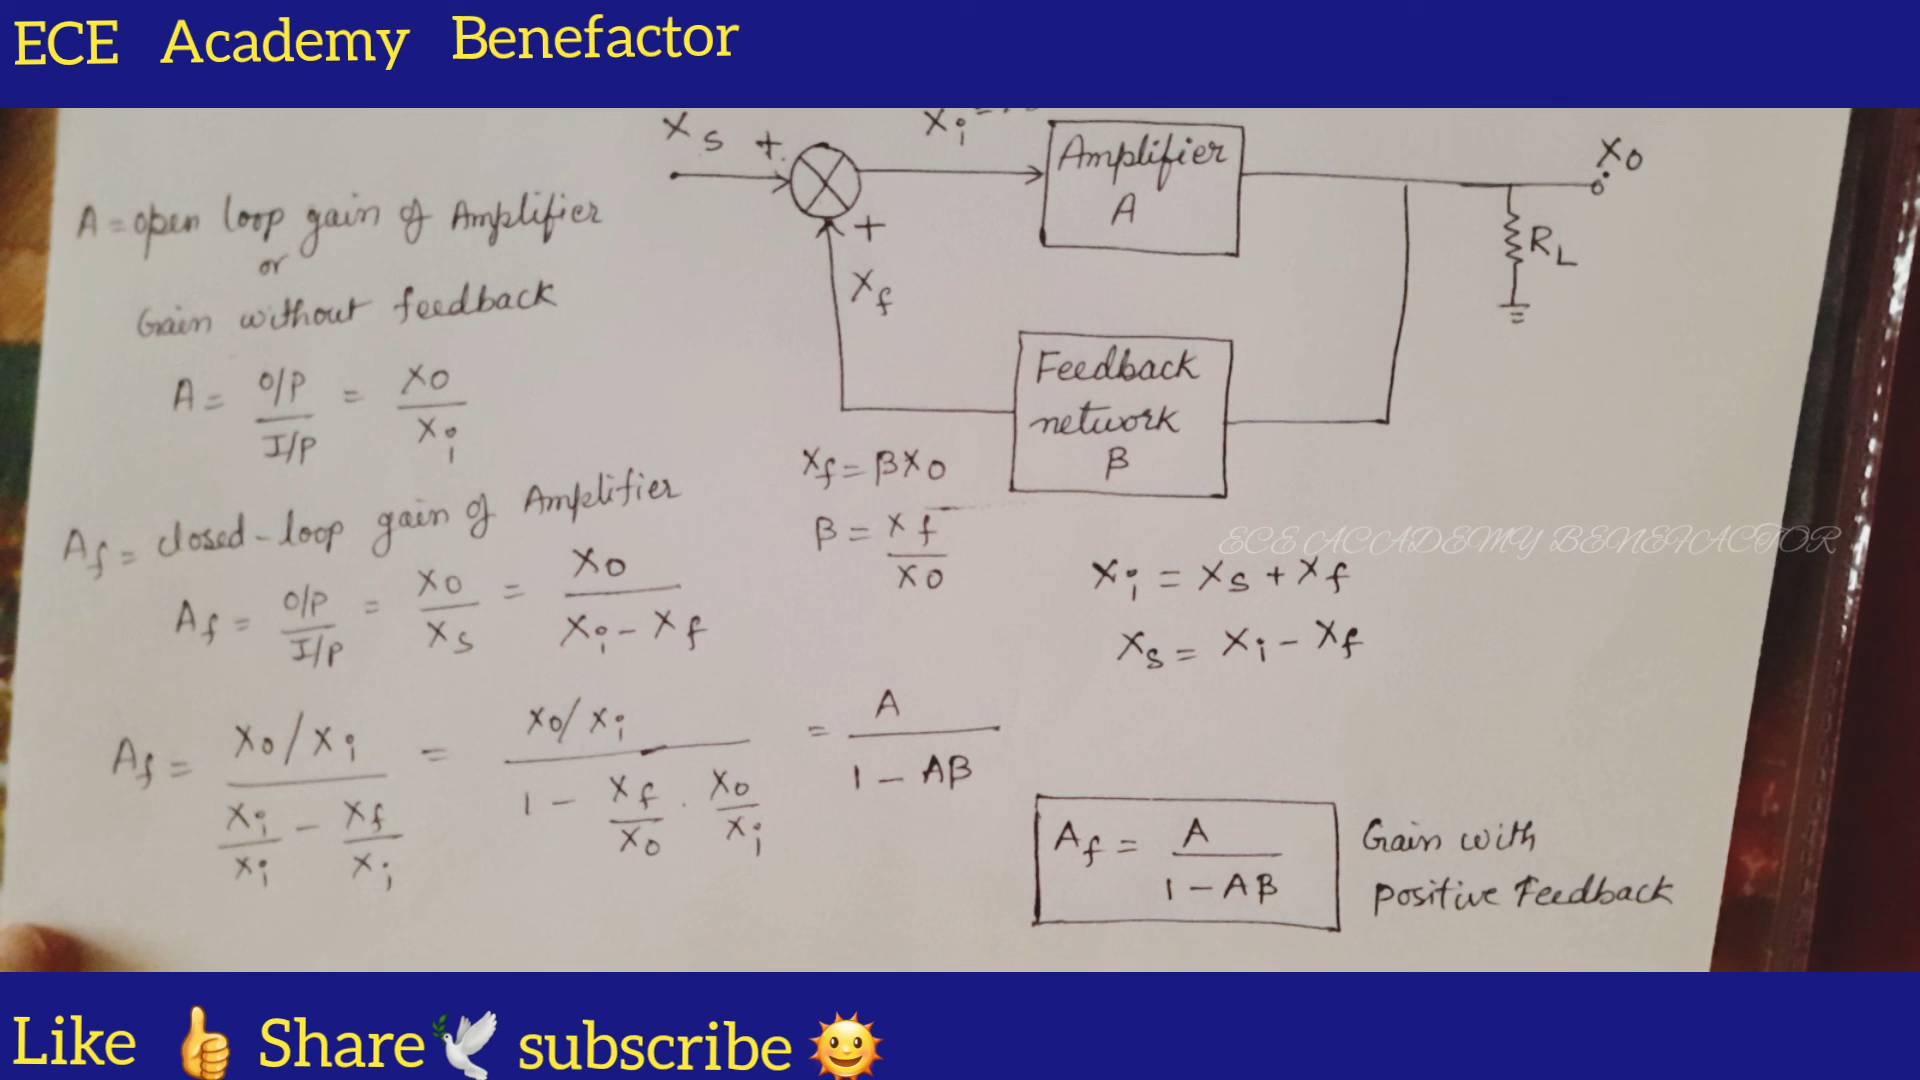 ECE Academy Benefactor
Xs +
Xi =
Amplifier
A
Xo
+
Xf
RL
A = open loop gain of Amplifier
or
Gain without feedback
A = O/P / I/P = Xo / Xi
Feedback
network
β
Xf = βXo
β = Xf / Xo
Af = closed-loop gain of Amplifier
Af = O/P / I/P = Xo / Xs = Xo / Xi - Xf
ECE ACCADEMY BENEFACTOR
Xi = Xs + Xf
Xs = Xi - Xf
Af = Xo/Xi / Xi/Xi - Xf/Xi = Xo/Xi / 1 - Xf/Xo . Xo/Xi = A / 1 - Aβ
Af = A / 1 - Aβ
Gain with
positive Feedback
Like 👍 Share 🕊 subscribe 🌞